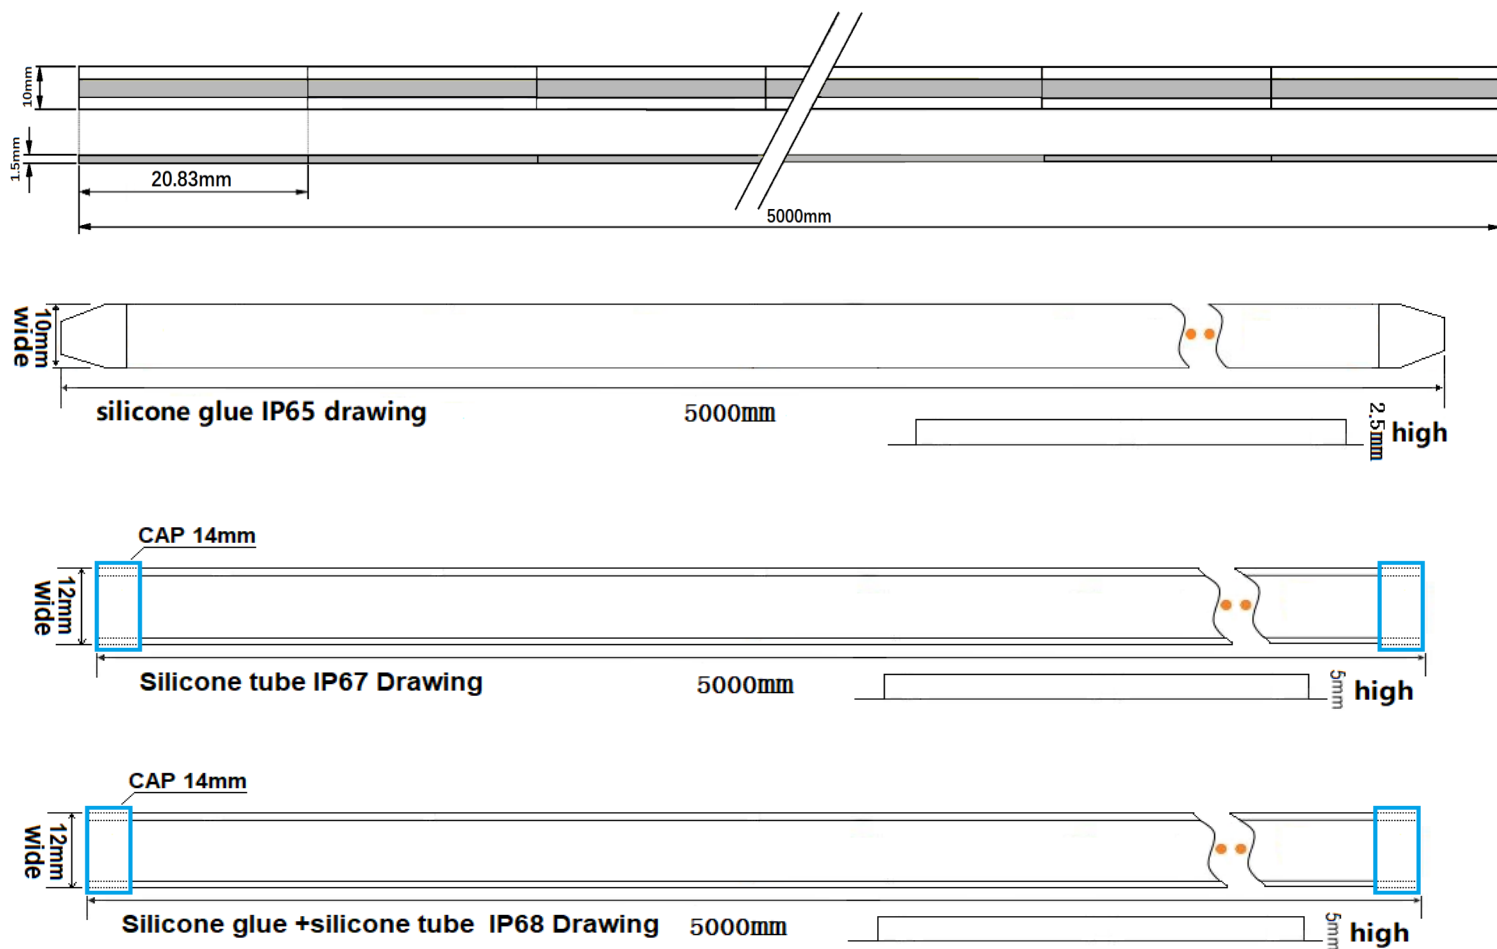 10mm
1.5mm
20.83mm
5000mm
10mm
wide
silicone glue IP65 drawing
5000mm
2.5mm
high
CAP 14mm
12mm
wide
Silicone tube IP67 Drawing
5000mm
5mm
high
CAP 14mm
12mm
wide
Silicone glue +silicone tube IP68 Drawing
5000mm
5mm
high